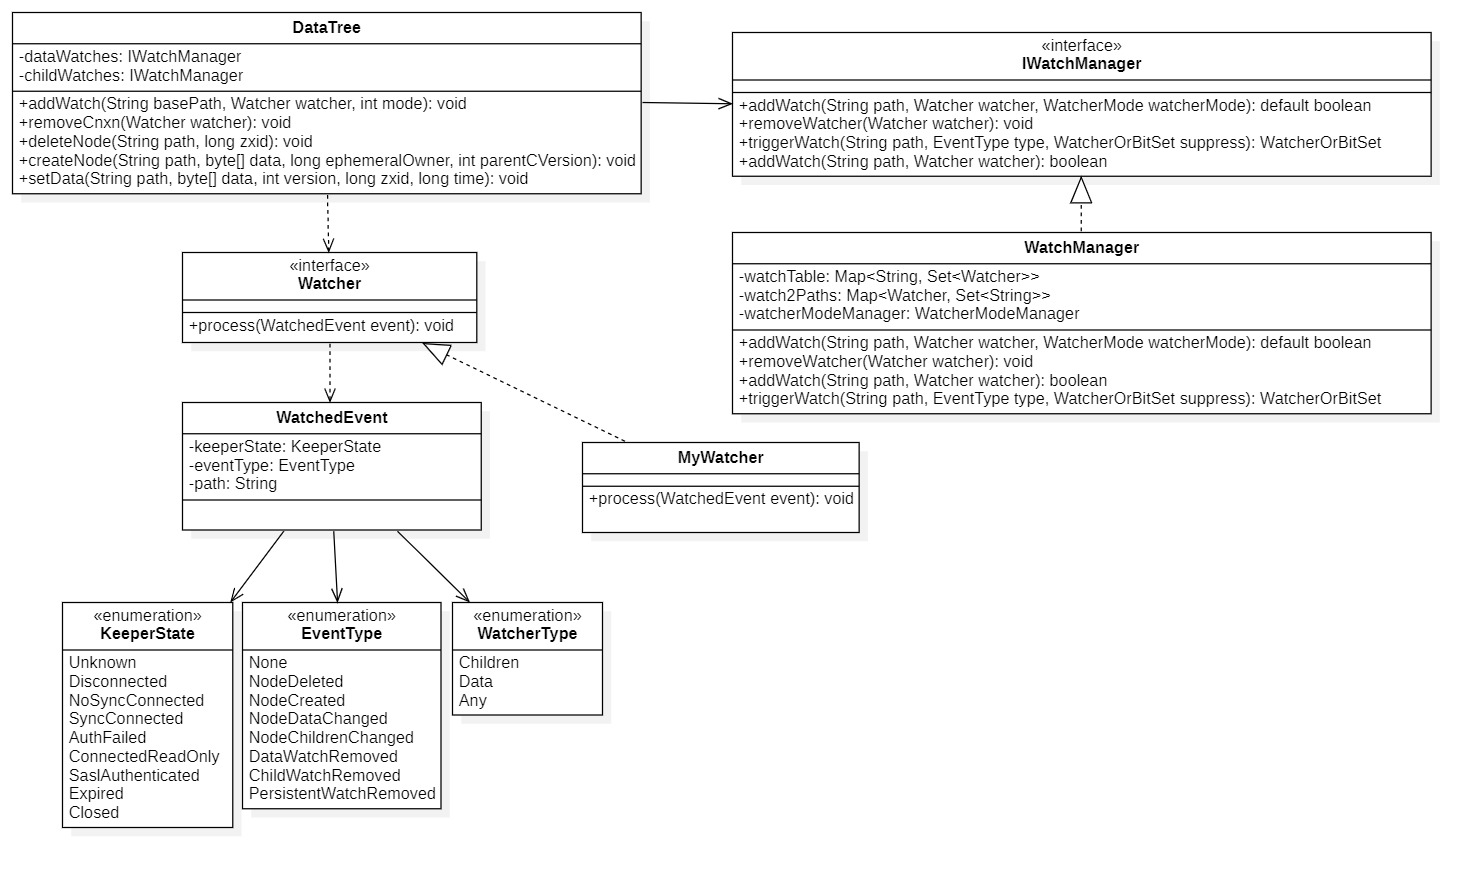 DataTree
-dataWatches: IWatchManager
-childWatches: IWatchManager
+addWatch(String basePath, Watcher watcher, int mode): void
+removeCnxn(Watcher watcher): void
+deleteNode(String path, long zxid): void
+createNode(String path, byte[] data, long ephemeralOwner, int parentCVersion): void
+setData(String path, byte[] data, int version, long zxid, long time): void
«interface»
IWatchManager
+addWatch(String path, Watcher watcher, WatcherMode watcherMode): default boolean
+removeWatcher(Watcher watcher): void
+triggerWatch(String path, EventType type, WatcherOrBitSet suppress): WatcherOrBitSet
+addWatch(String path, Watcher watcher): boolean
WatchManager
-watchTable: Map<String, Set<Watcher>>
-watch2Paths: Map<Watcher, Set<String>>
-watcherModeManager: WatcherModeManager
+addWatch(String path, Watcher watcher, WatcherMode watcherMode): default boolean
+removeWatcher(Watcher watcher): void
+addWatch(String path, Watcher watcher): boolean
+triggerWatch(String path, EventType type, WatcherOrBitSet suppress): WatcherOrBitSet
«interface»
Watcher
+process(WatchedEvent event): void
WatchedEvent
-keeperState: KeeperState
-eventType: EventType
-path: String
MyWatcher
+process(WatchedEvent event): void
«enumeration»
KeeperState
Unknown
Disconnected
NoSyncConnected
SyncConnected
AuthFailed
ConnectedReadOnly
SaslAuthenticated
Expired
Closed
«enumeration»
EventType
None
NodeDeleted
NodeCreated
NodeDataChanged
NodeChildrenChanged
DataWatchRemoved
ChildWatchRemoved
PersistentWatchRemoved
«enumeration»
WatcherType
Children
Data
Any